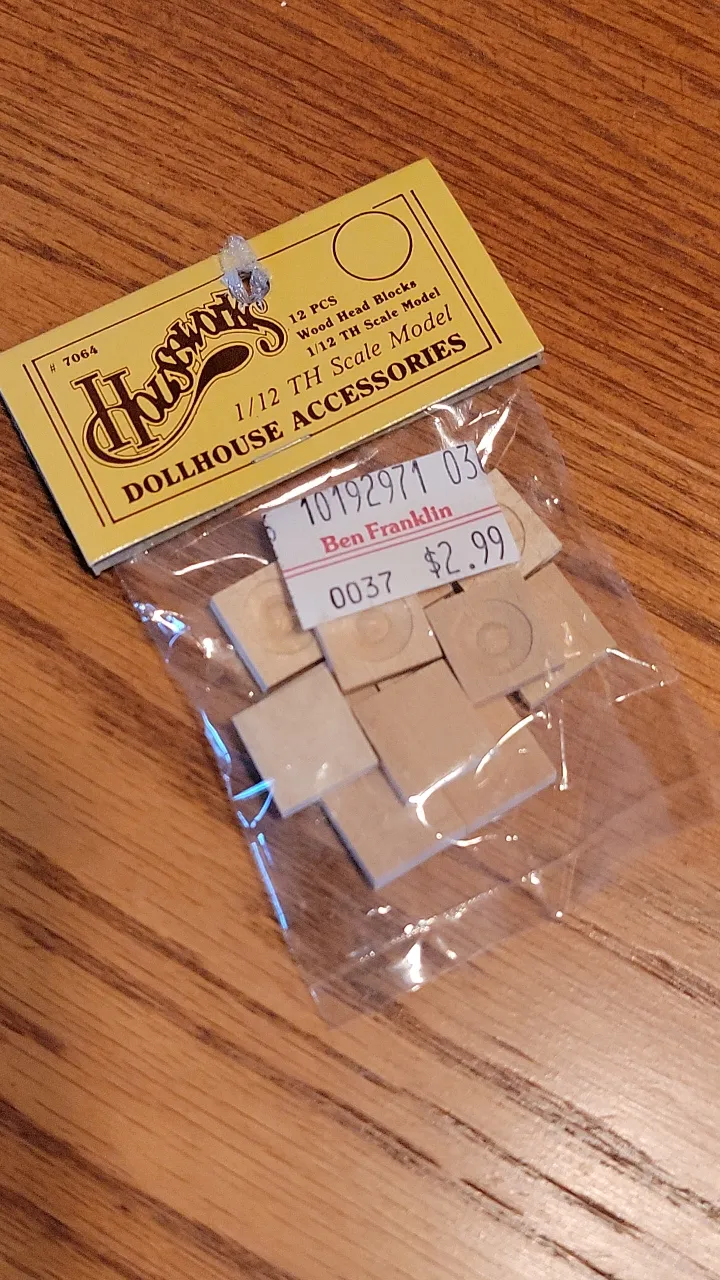 # 7064
Houseworks
12 PCS
Wood Head Blocks
1/12 TH Scale Model
1/12 TH Scale Model
DOLLHOUSE ACCESSORIES
10192971 03
Ben Franklin
0037 $2.99